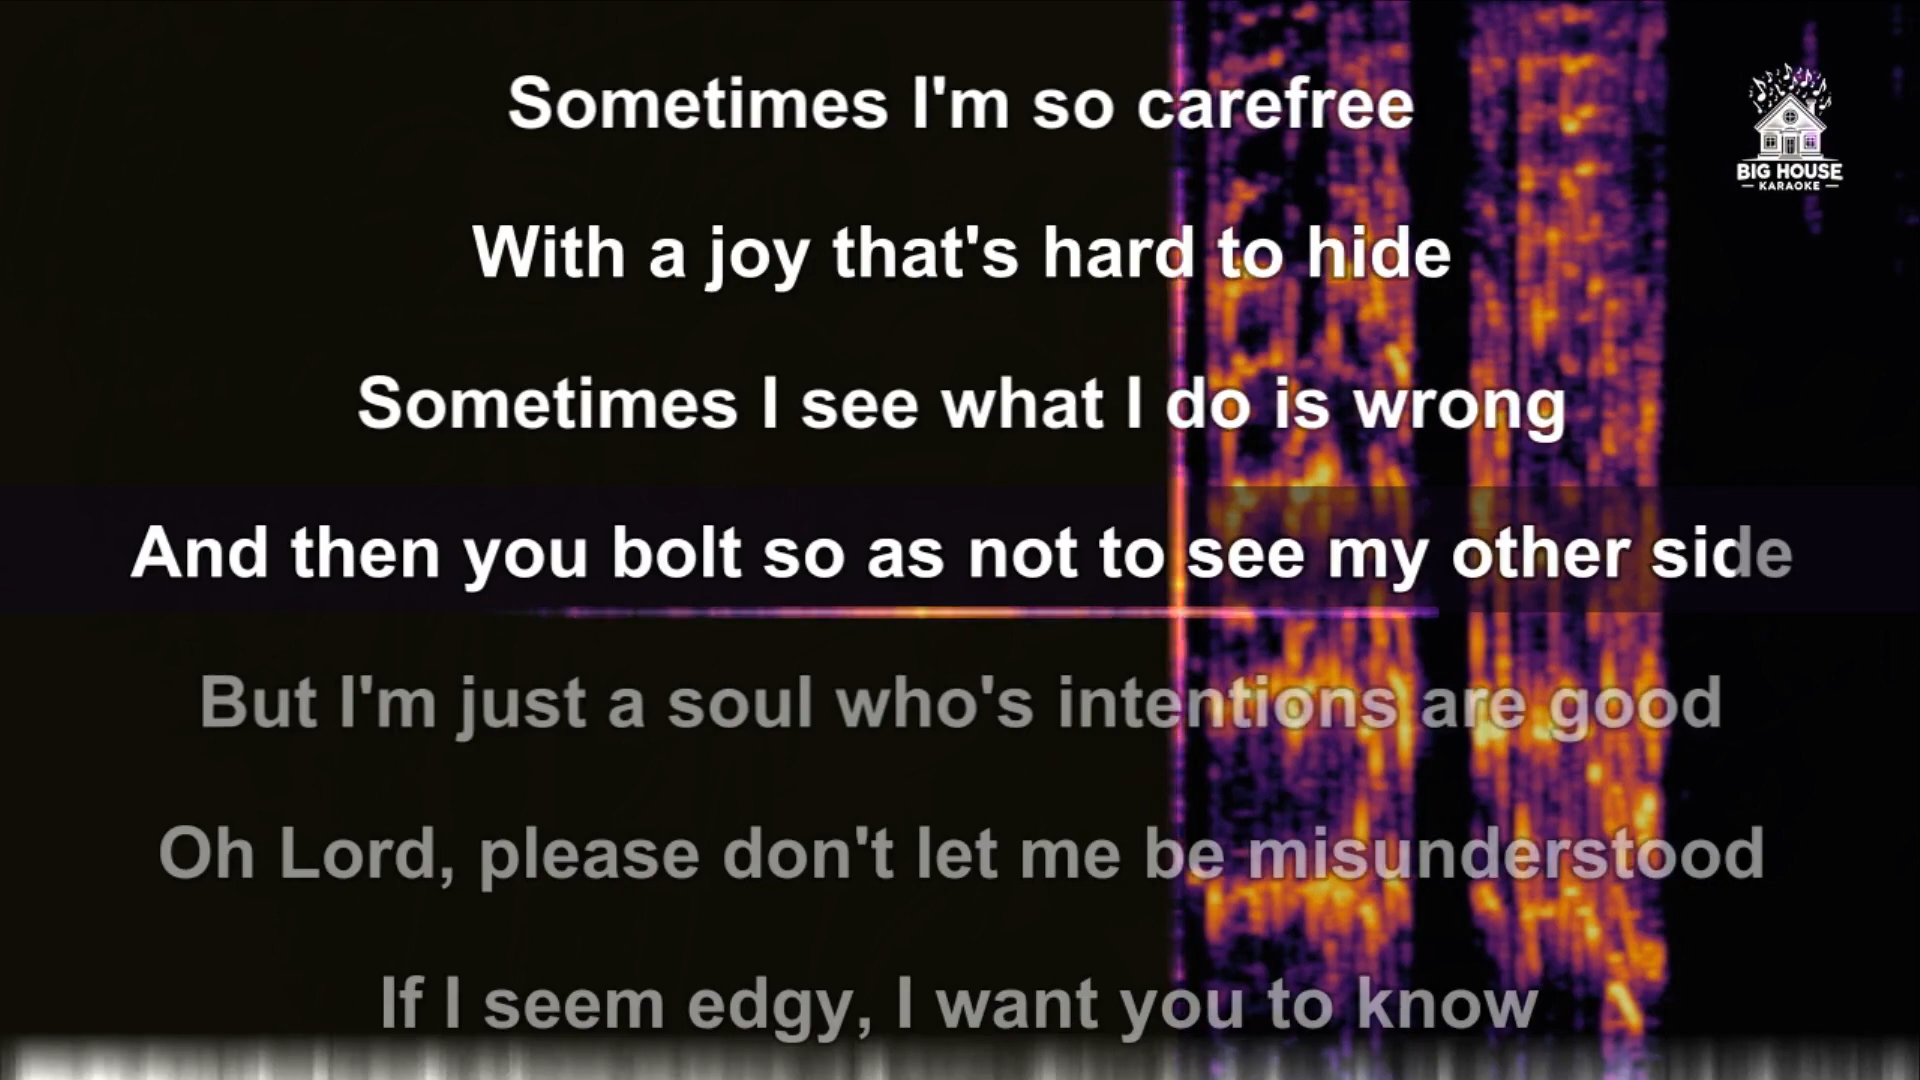 Sometimes I'm so carefree
With a joy that's hard to hide
Sometimes I see what I do is wrong
And then you bolt so as not to see my other side
But I'm just a soul who's intentions are good
Oh Lord, please don't let me be misunderstood
If I seem edgy, I want you to know
BIG HOUSE
KARAOKE